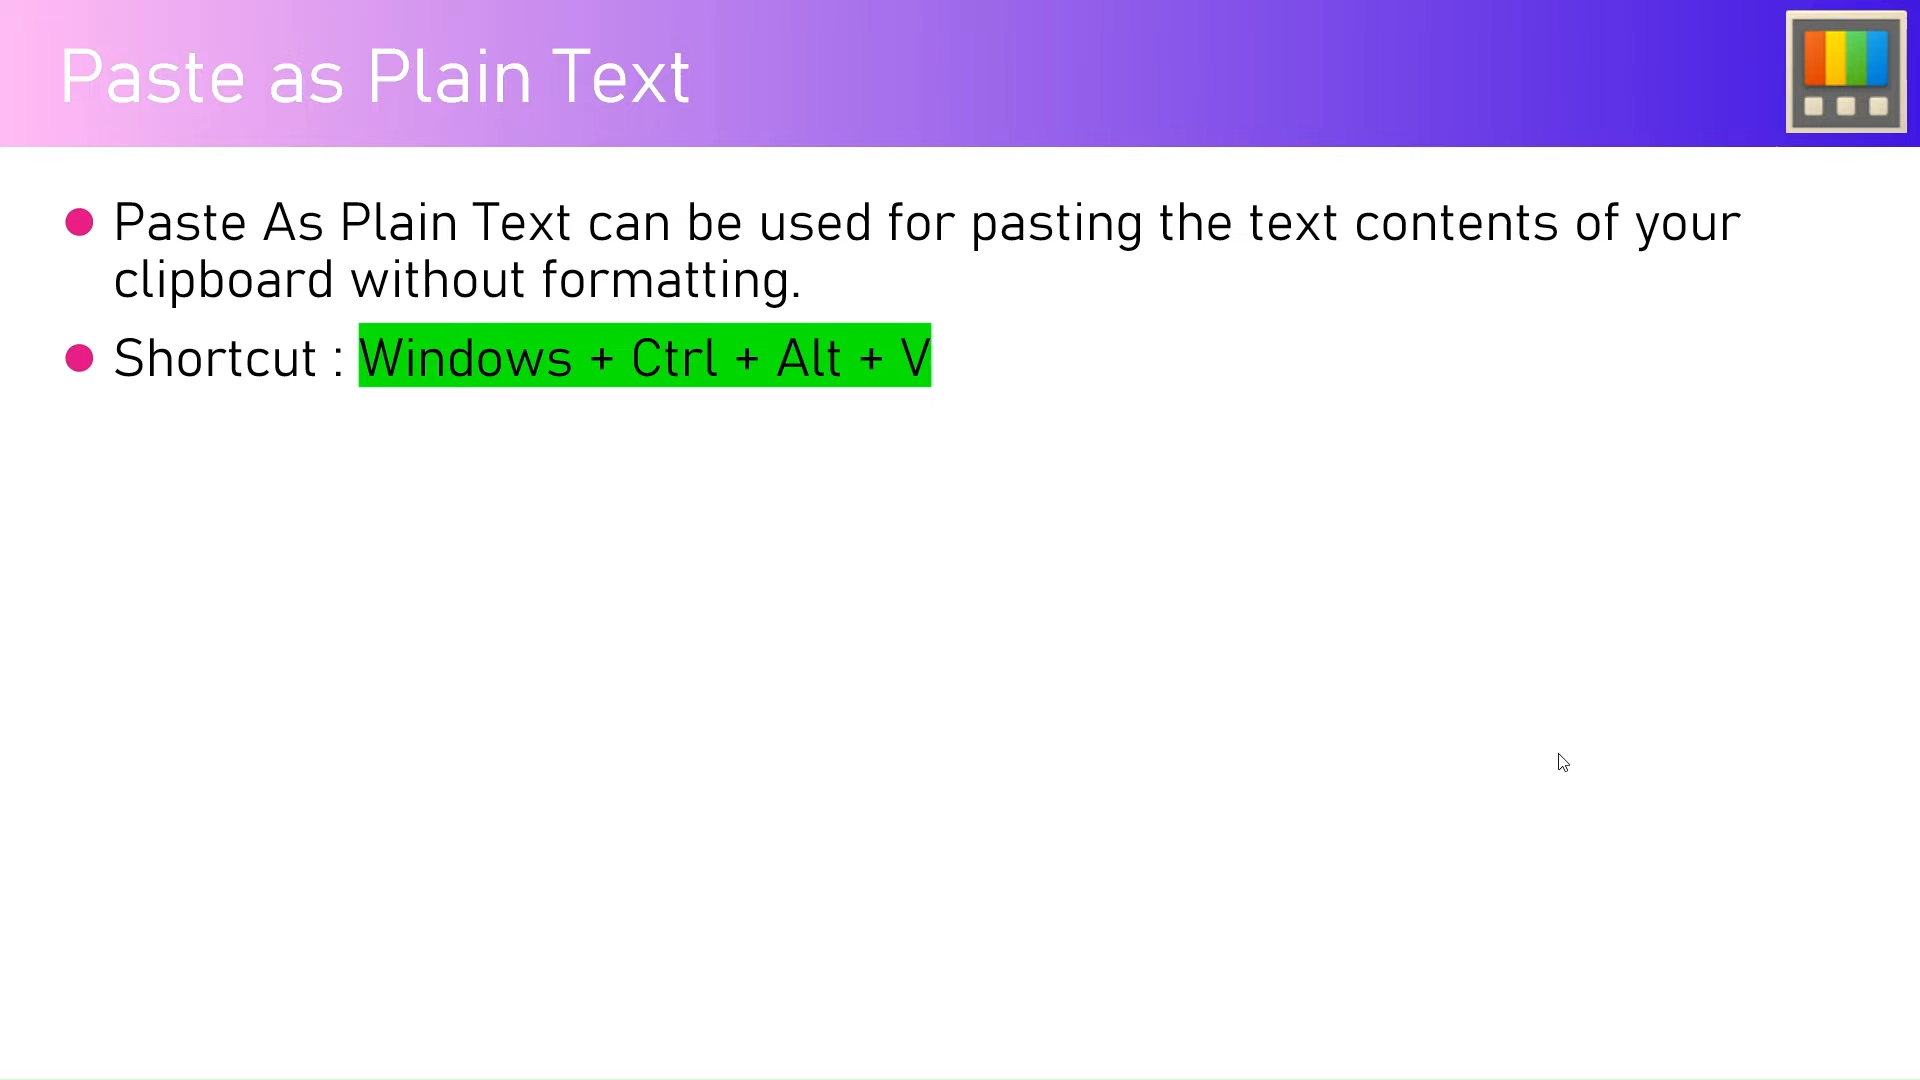 Paste as Plain Text
Paste As Plain Text can be used for pasting the text contents of your
clipboard without formatting.
Shortcut : Windows + Ctrl + Alt + V